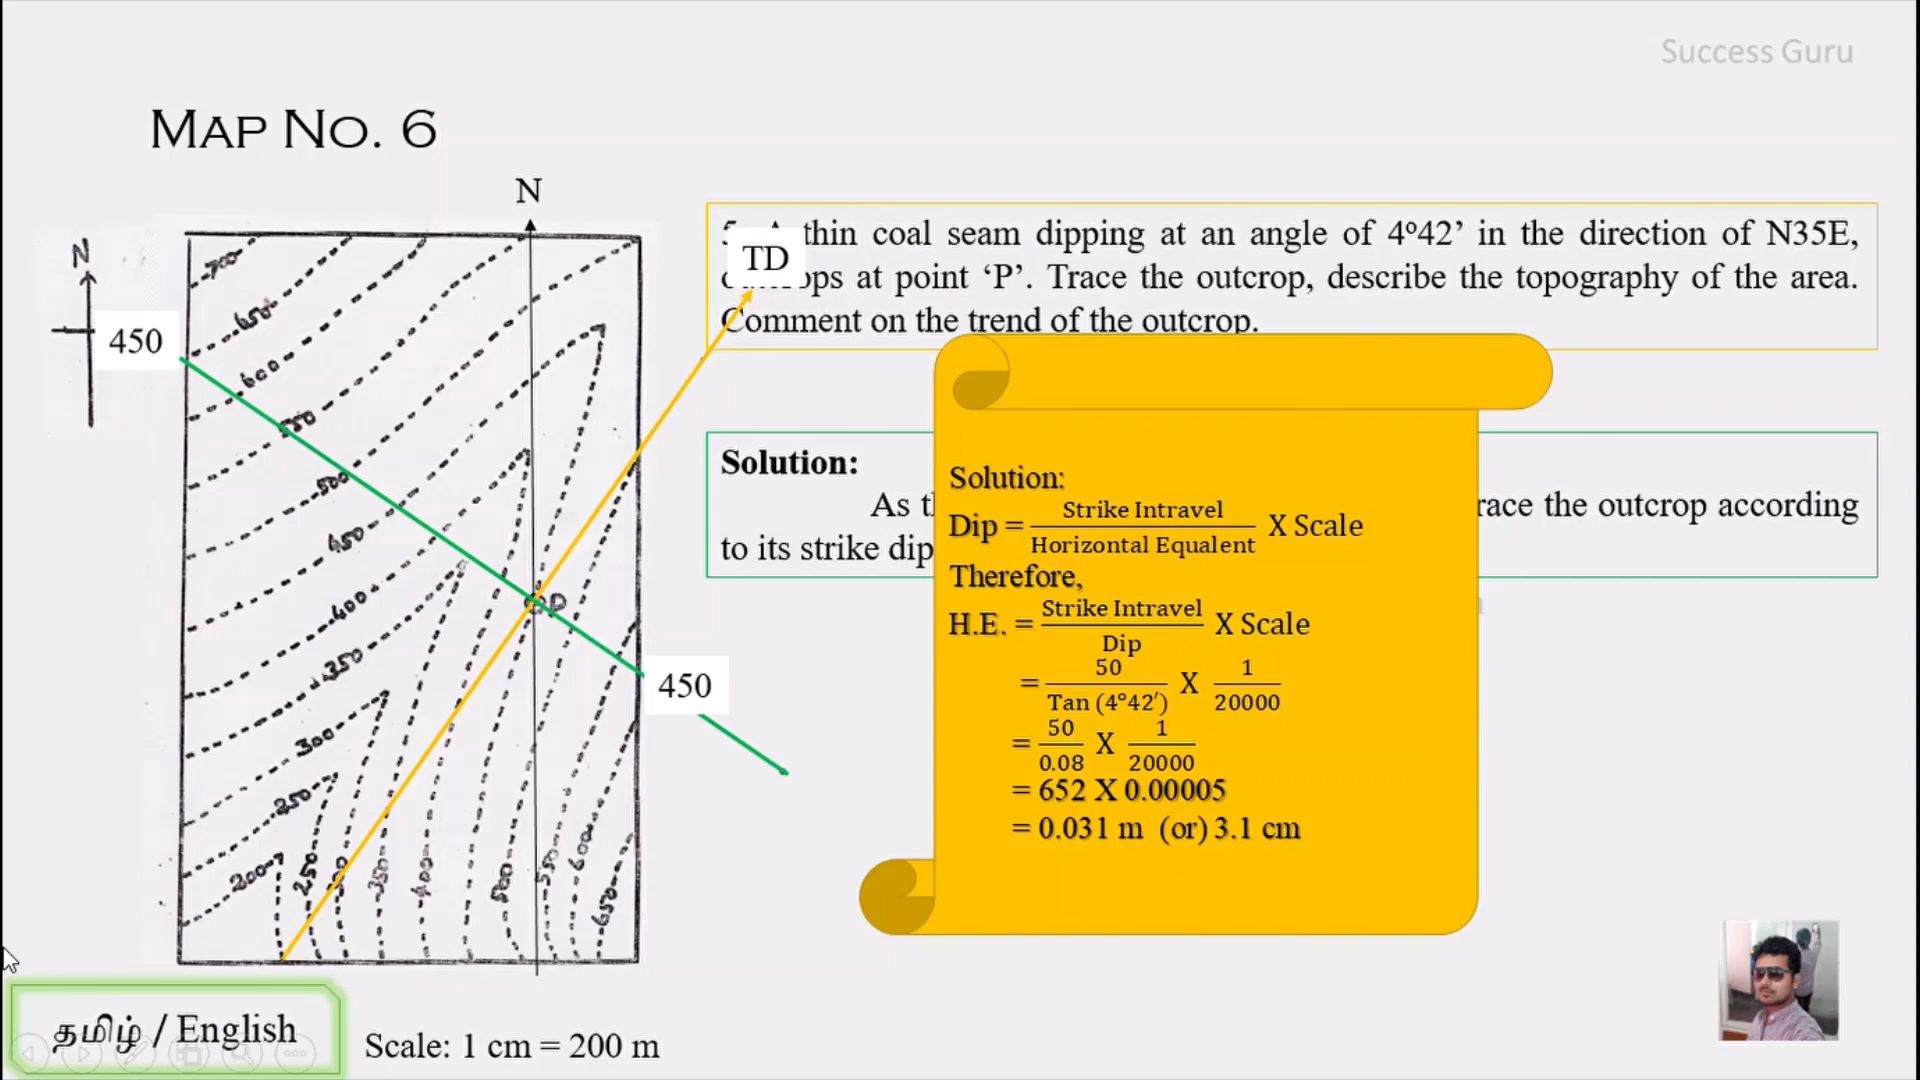 Success Guru
MAP NO. 6
N
N
TD
thin coal seam dipping at an angle of 4º42’ in the direction of N35E,
at point ‘P’. Trace the outcrop, describe the topography of the area.
Comment on the trend of the outcrop.
700
650
450
600
550
500
450
400
350
300
250
200
P
450
250
350
400
500
550
600
650
Solution:
As
race the outcrop according
to its strike dip
Solution:
Dip = Strike Intravel / Horizontal Equalent X Scale
Therefore,
H.E. = Strike Intravel / Dip X Scale
= 50 / Tan (4º42′) X 1 / 20000
= 50 / 0.08 X 1 / 20000
= 652 X 0.00005
= 0.031 m (or) 3.1 cm
தமிழ் / English
Scale: 1 cm = 200 m